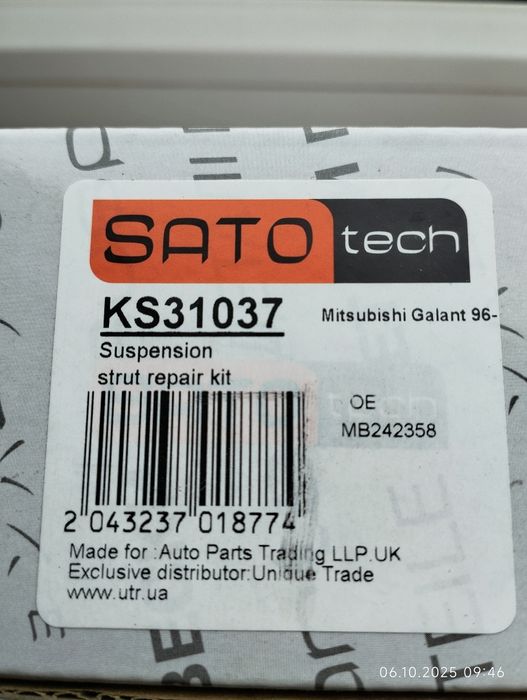 SATO tech
KS31037
Mitsubishi Galant 96-
Suspension
strut repair kit
OE
MB242358
2 043237 018774
Made for :Auto Parts Trading LLP.UK
Exclusive distributor:Unique Trade
www.utr.ua
06.10.2025 09:46